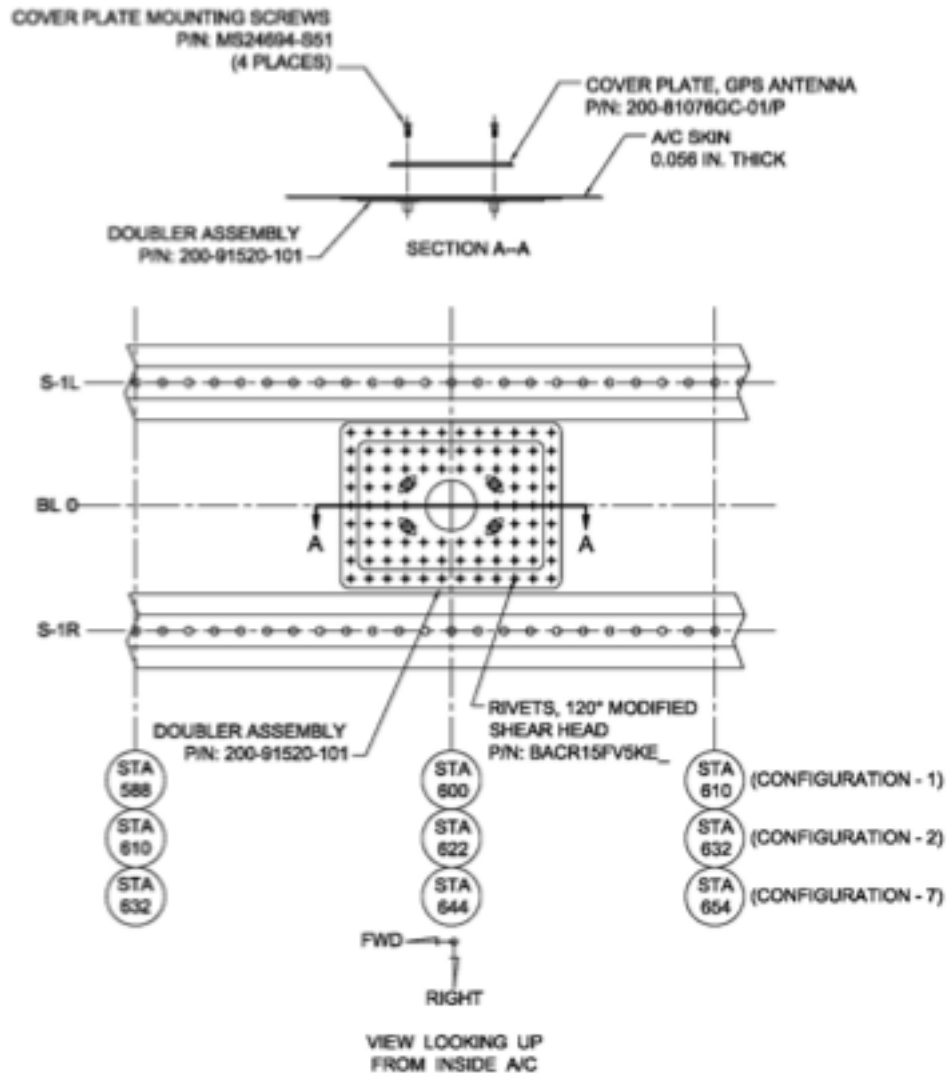 COVER PLATE MOUNTING SCREWS
P/N: MS24694-S51
(4 PLACES)
COVER PLATE, GPS ANTENNA
P/N: 200-81076GC-01/P
A/C SKIN
0.056 IN. THICK
DOUBLER ASSEMBLY
P/N: 200-91520-101
SECTION A--A
S-1L
BL 0
A
A
S-1R
DOUBLER ASSEMBLY
P/N: 200-91520-101
RIVETS, 120° MODIFIED
SHEAR HEAD
P/N: BACR15FV5KE_
STA
588
STA
600
STA
610
(CONFIGURATION - 1)
STA
610
STA
622
STA
632
(CONFIGURATION - 2)
STA
632
STA
644
STA
654
(CONFIGURATION - 7)
FWD
RIGHT
VIEW LOOKING UP
FROM INSIDE A/C